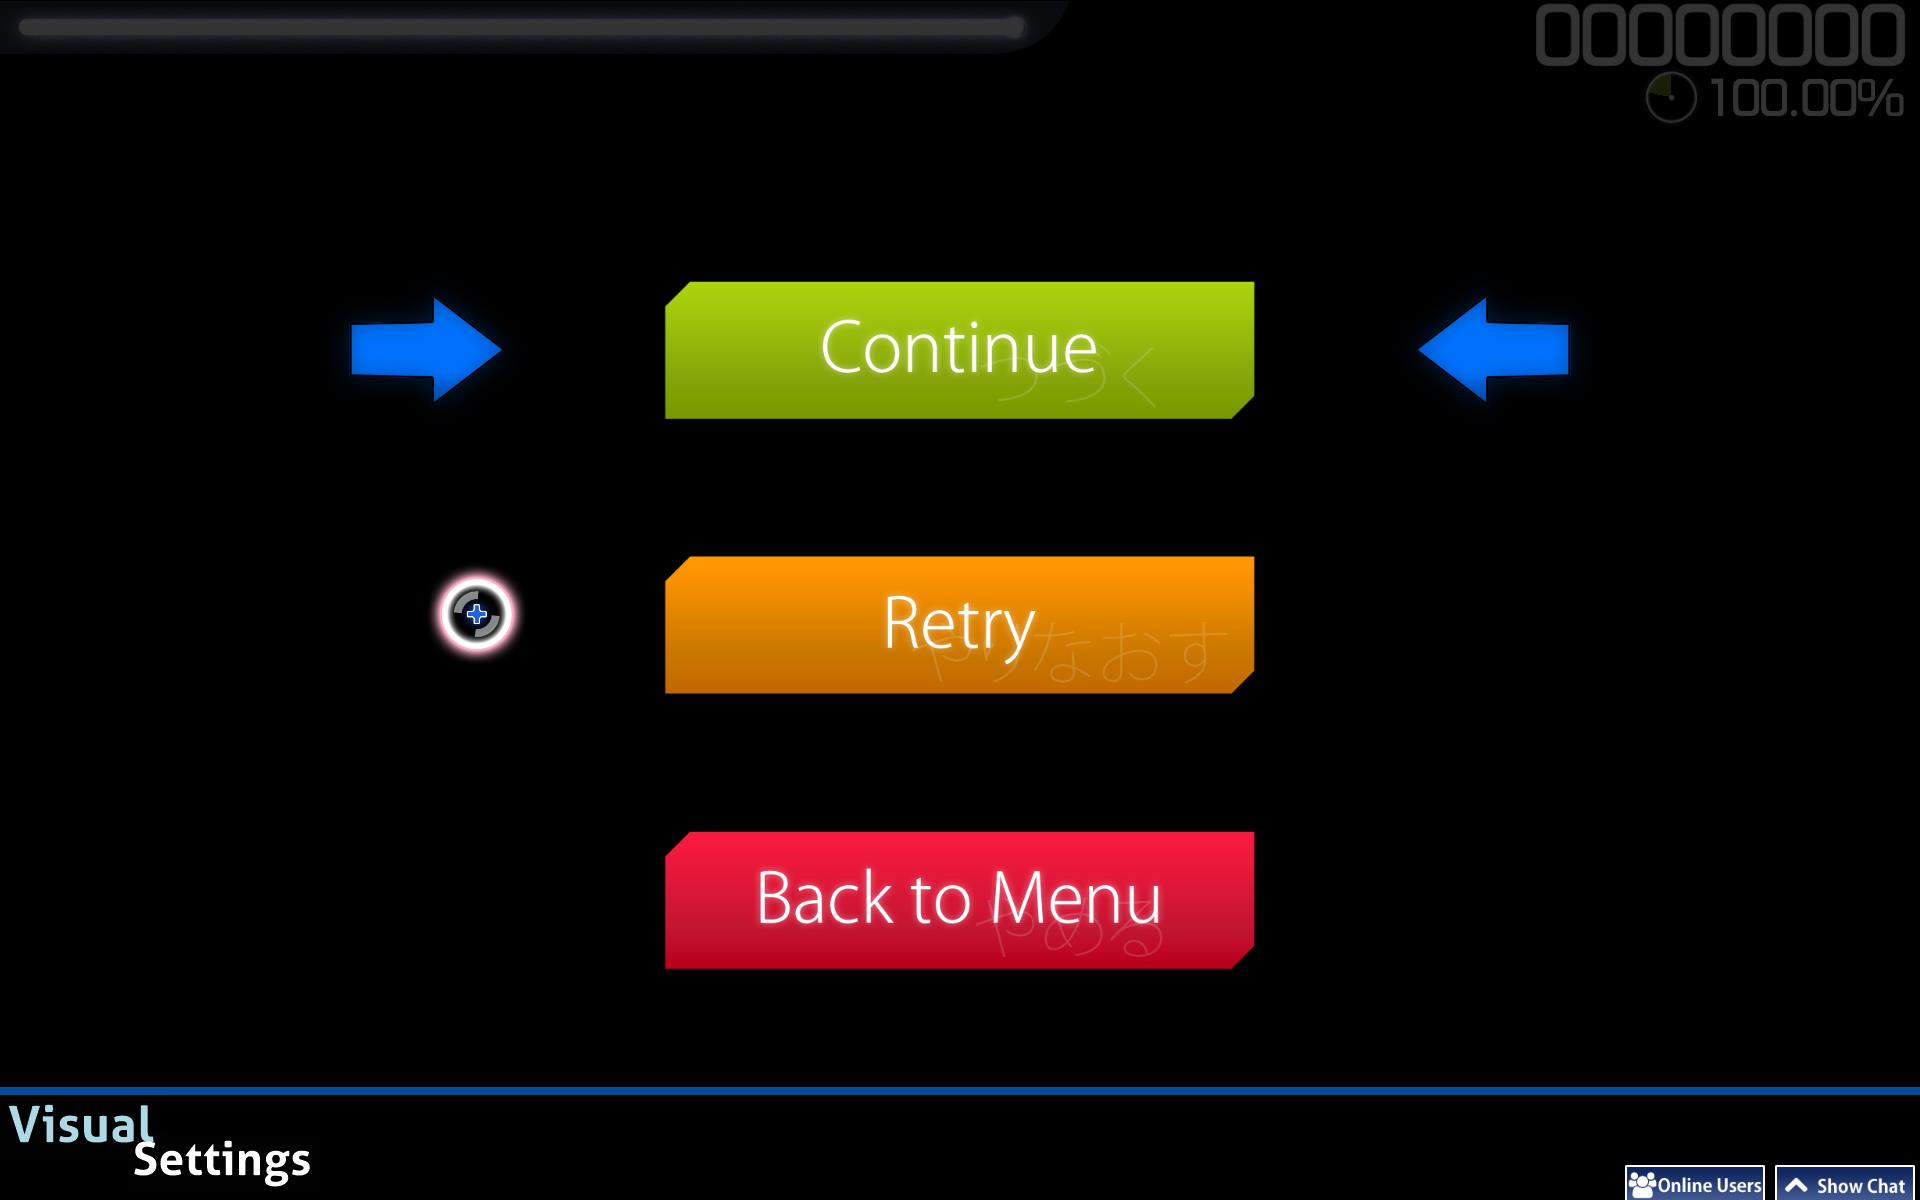 00000000
100.00%
Continue
つづく
Retry
やりなおす
Back to Menu
やめる
Visual
Settings
Online Users
Show Chat